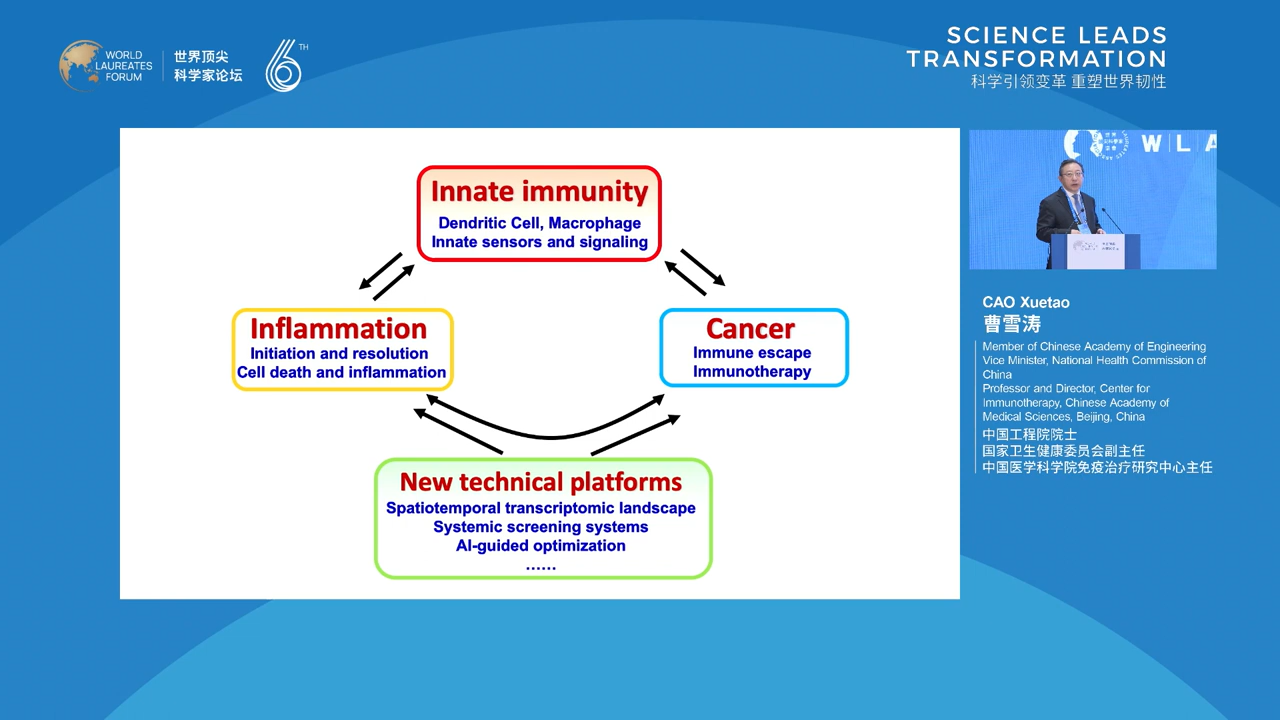 WORLD
LAUREATES
FORUM
世界顶尖
科学家论坛
6TH
SCIENCE LEADS
TRANSFORMATION
科学引领变革 重塑世界韧性
Innate immunity
Dendritic Cell, Macrophage
Innate sensors and signaling
Inflammation
Initiation and resolution
Cell death and inflammation
Cancer
Immune escape
Immunotherapy
New technical platforms
Spatiotemporal transcriptomic landscape
Systemic screening systems
AI-guided optimization
......
W L A
CAO Xuetao
曹雪涛
Member of Chinese Academy of Engineering
Vice Minister, National Health Commission of
China
Professor and Director, Center for
Immunotherapy, Chinese Academy of
Medical Sciences, Beijing, China
中国工程院院士
国家卫生健康委员会副主任
中国医学科学院免疫治疗研究中心主任